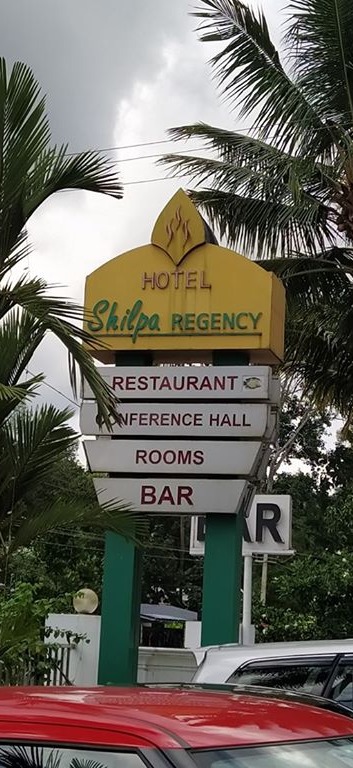 HOTEL
Shilpa REGENCY
RESTAURANT
ONFERENCE HALL
ROOMS
BAR
AR